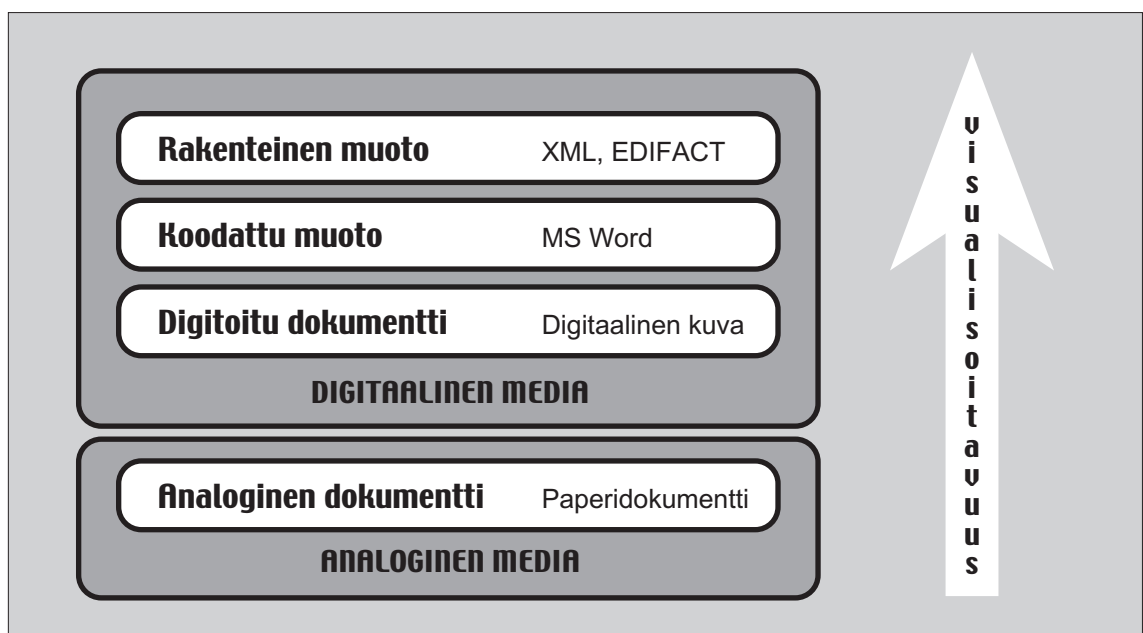 Rakenteinen muoto XML, EDIFACT
Koodattu muoto MS Word
Digitoitu dokumentti Digitaalinen kuva
DIGITAALINEN MEDIA
Analoginen dokumentti Paperidokumentti
ANALOGINEN MEDIA
visualisoitavuus